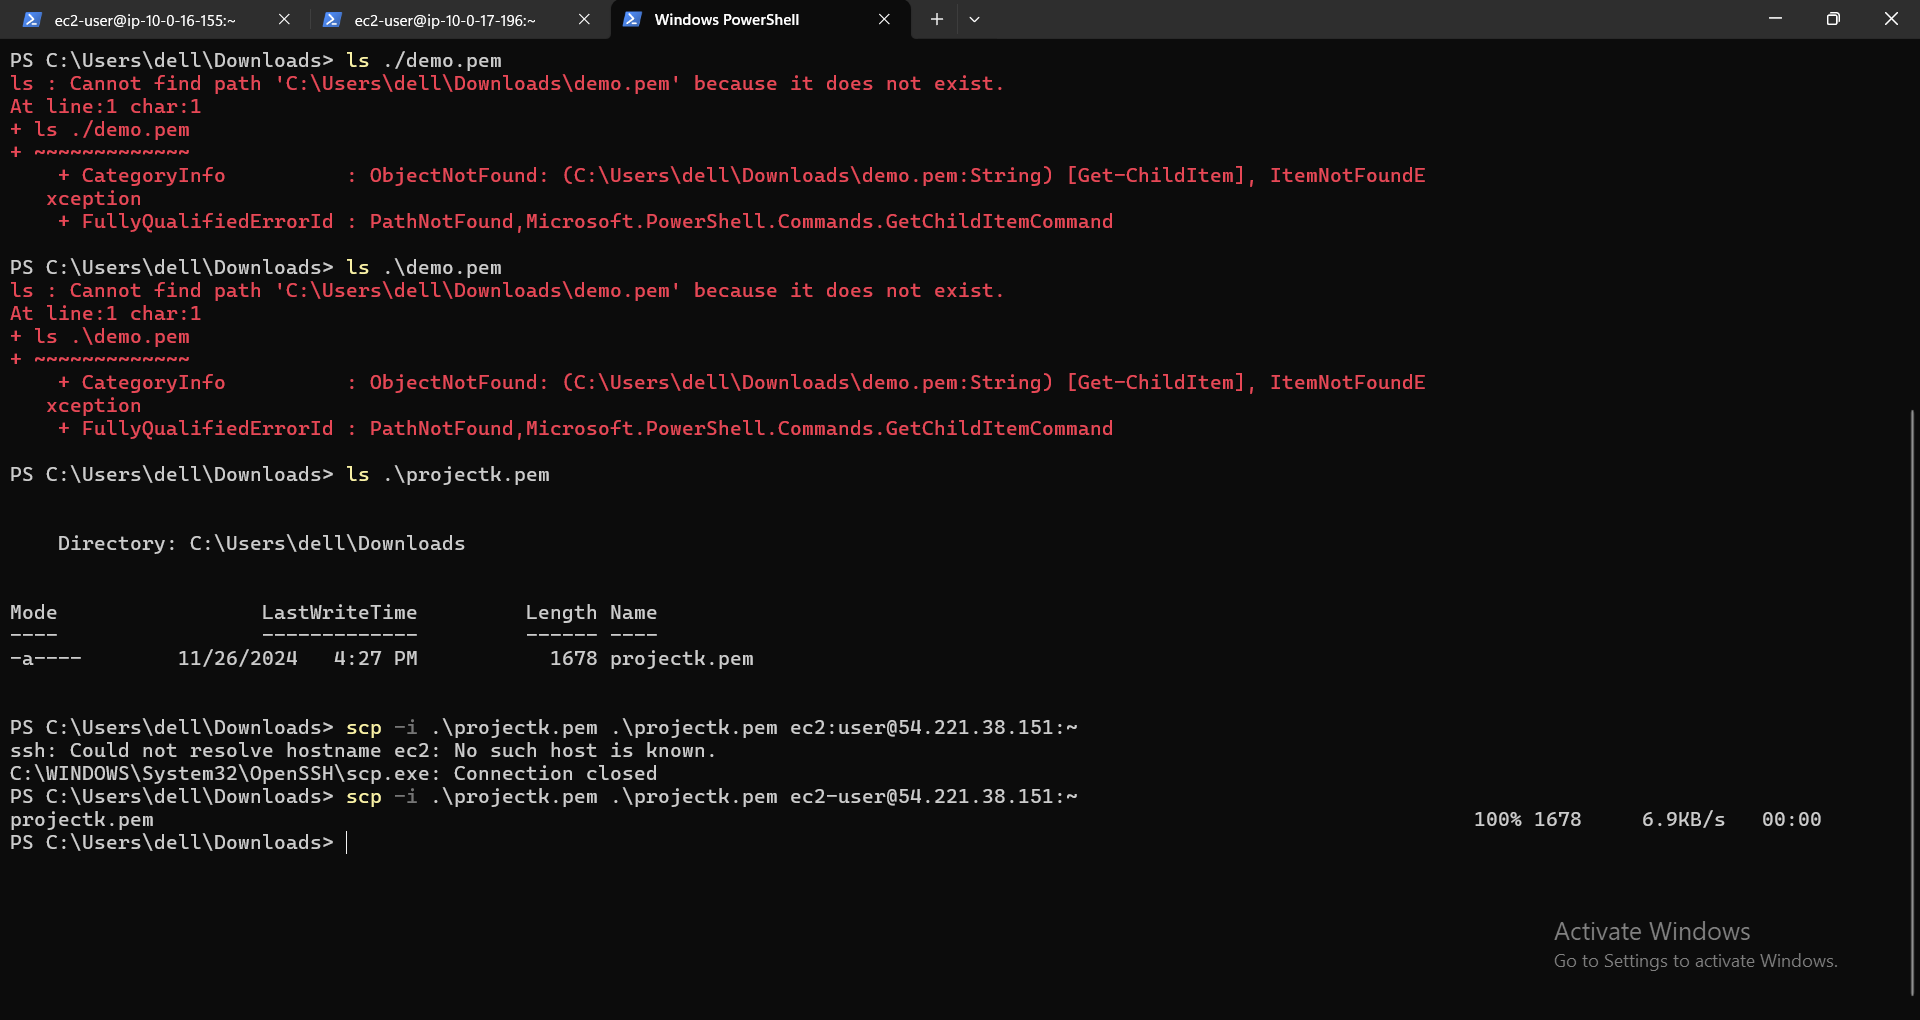 ec2-user@ip-10-0-16-155:~ ec2-user@ip-10-0-17-196:~ Windows PowerShell
PS C:\Users\dell\Downloads> ls ./demo.pem
ls : Cannot find path 'C:\Users\dell\Downloads\demo.pem' because it does not exist.
At line:1 char:1
+ ls ./demo.pem
+ ~~~~~~~~~~~~~
    + CategoryInfo          : ObjectNotFound: (C:\Users\dell\Downloads\demo.pem:String) [Get-ChildItem], ItemNotFoundE
   xception
    + FullyQualifiedErrorId : PathNotFound,Microsoft.PowerShell.Commands.GetChildItemCommand
PS C:\Users\dell\Downloads> ls .\demo.pem
ls : Cannot find path 'C:\Users\dell\Downloads\demo.pem' because it does not exist.
At line:1 char:1
+ ls .\demo.pem
+ ~~~~~~~~~~~~~
    + CategoryInfo          : ObjectNotFound: (C:\Users\dell\Downloads\demo.pem:String) [Get-ChildItem], ItemNotFoundE
   xception
    + FullyQualifiedErrorId : PathNotFound,Microsoft.PowerShell.Commands.GetChildItemCommand
PS C:\Users\dell\Downloads> ls .\projectk.pem
    Directory: C:\Users\dell\Downloads
Mode                 LastWriteTime         Length Name
----                 -------------         ------ ----
-a----        11/26/2024   4:27 PM           1678 projectk.pem
PS C:\Users\dell\Downloads> scp -i .\projectk.pem .\projectk.pem ec2:user@54.221.38.151:~
ssh: Could not resolve hostname ec2: No such host is known.
C:\WINDOWS\System32\OpenSSH\scp.exe: Connection closed
PS C:\Users\dell\Downloads> scp -i .\projectk.pem .\projectk.pem ec2-user@54.221.38.151:~
projectk.pem 100% 1678 6.9KB/s 00:00
PS C:\Users\dell\Downloads>
Activate Windows
Go to Settings to activate Windows.